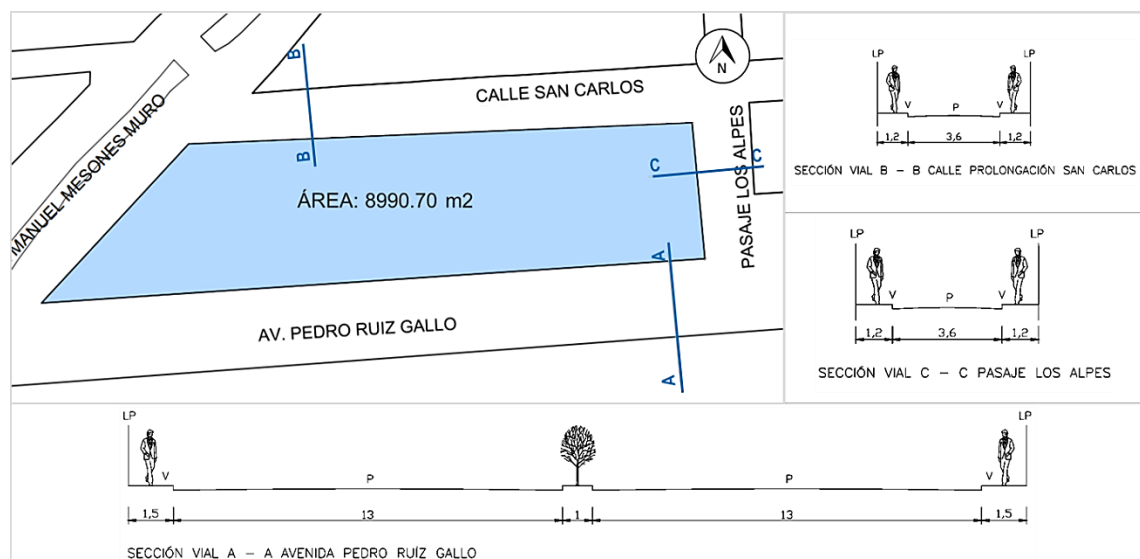 B
CALLE SAN CARLOS
N
MANUEL MESONES MURO
B
PASAJE LOS ALPES
C
C
ÁREA: 8990.70 m2
A
AV. PEDRO RUIZ GALLO
A
LP
LP
V
P
V
1,2
3,6
1,2
SECCIÓN VIAL B - B CALLE PROLONGACIÓN SAN CARLOS
LP
LP
V
P
V
1,2
3,6
1,2
SECCIÓN VIAL C - C PASAJE LOS ALPES
LP
LP
V
P
P
V
1,5
13
1
13
1,5
SECCIÓN VIAL A - A AVENIDA PEDRO RUÍZ GALLO